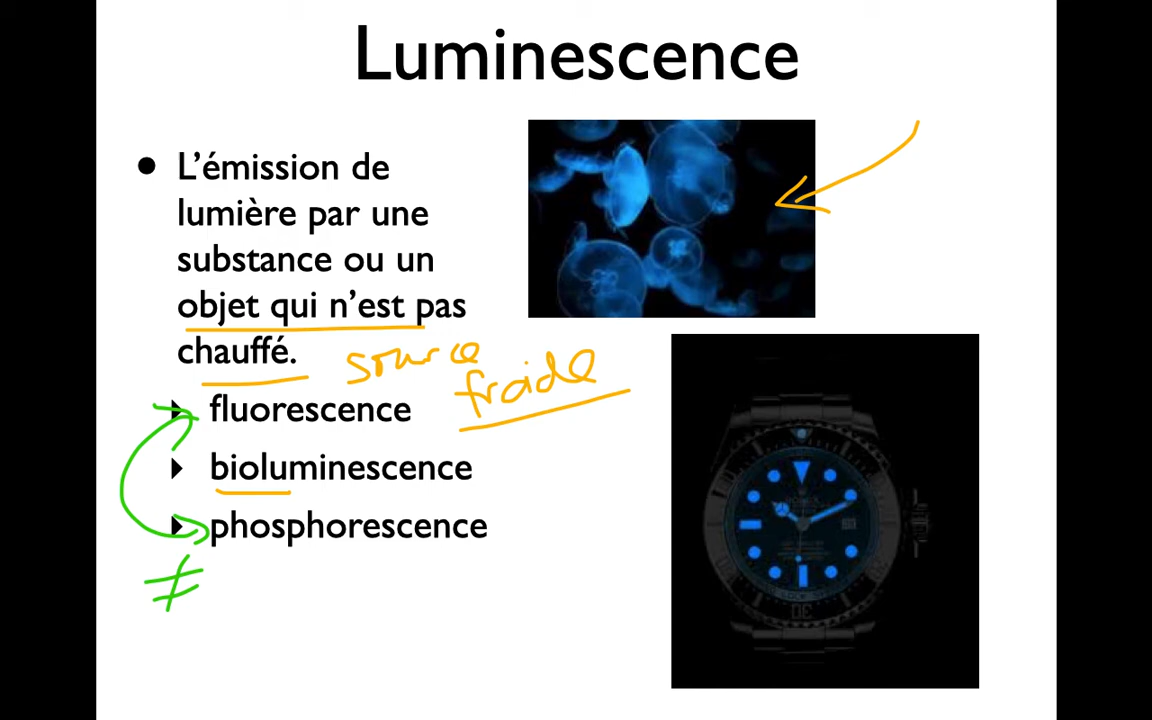 Luminescence
• L’émission de
lumière par une
substance ou un
objet qui n’est pas
chauffé.
source
froide
‣ fluorescence
‣ bioluminescence
‣ phosphorescence
≠